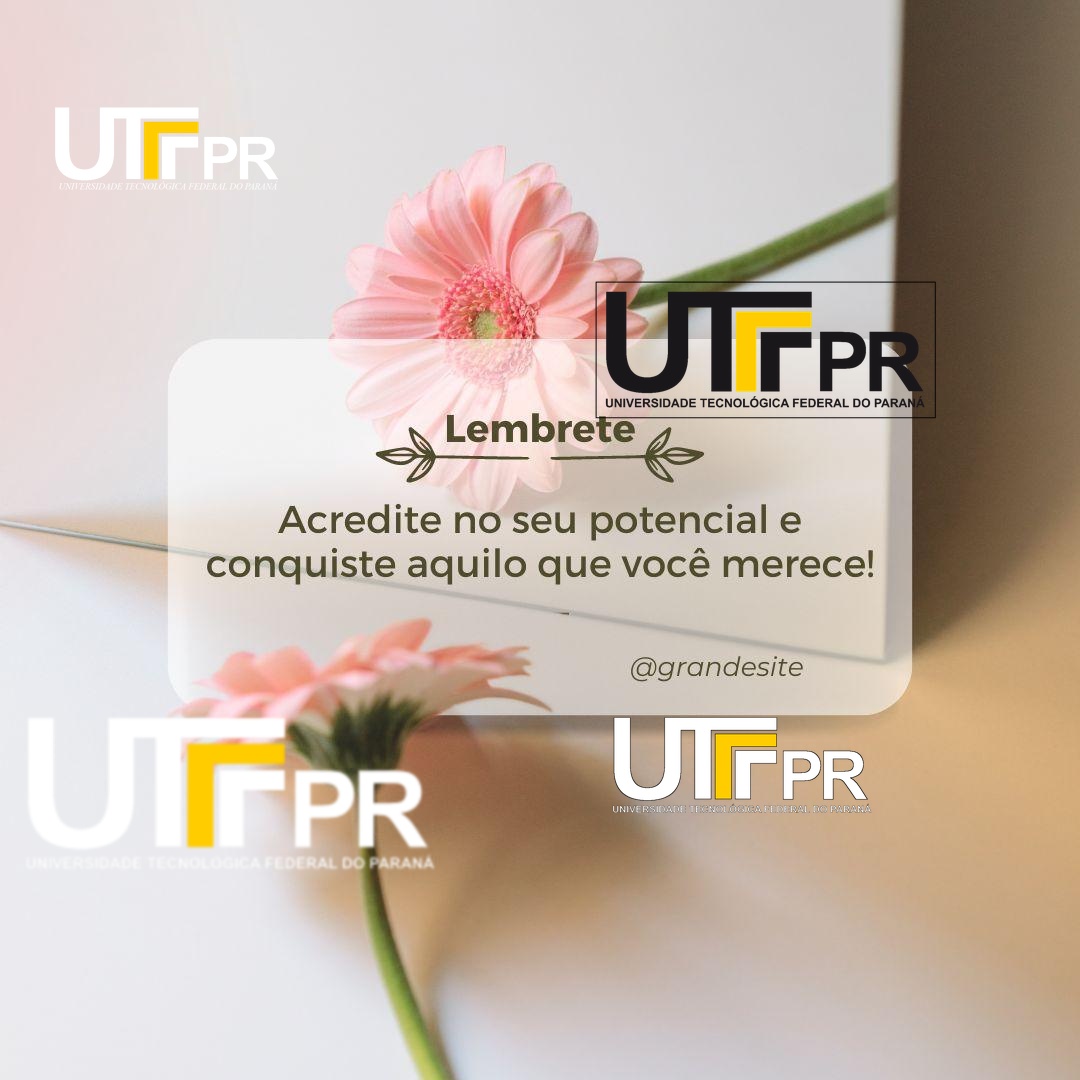 UTFPR
UNIVERSIDADE TECNOLÓGICA FEDERAL DO PARANÁ
UTFPR
UNIVERSIDADE TECNOLÓGICA FEDERAL DO PARANÁ
Lembrete
Acredite no seu potencial e
conquiste aquilo que você merece!
@grandesite
UTFPR
UNIVERSIDADE TECNOLÓGICA FEDERAL DO PARANÁ
UTFPR
UNIVERSIDADE TECNOLÓGICA FEDERAL DO PARANÁ